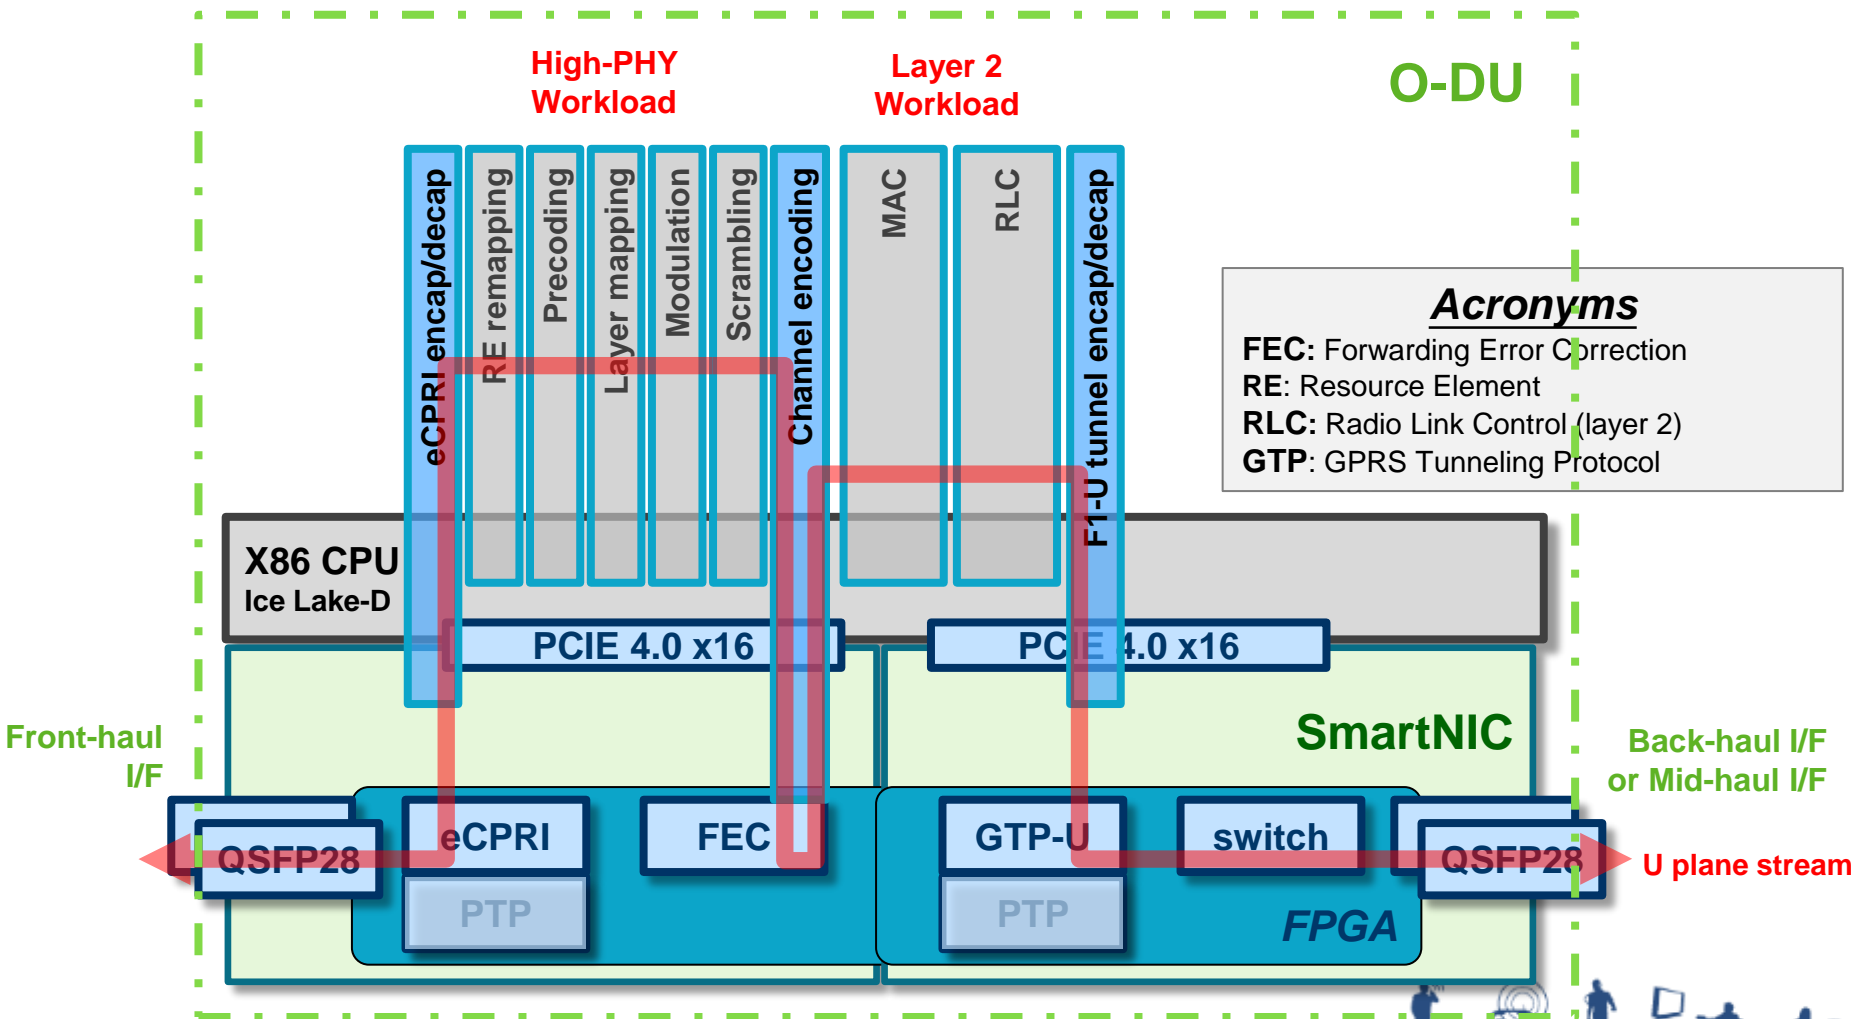 High-PHY
Workload
Layer 2
Workload
O-DU
eCPRI encap/decap
RE remapping
Precoding
Layer mapping
Modulation
Scrambling
Channel encoding
MAC
RLC
F1-U tunnel encap/decap
Acronyms
FEC: Forwarding Error Correction
RE: Resource Element
RLC: Radio Link Control (layer 2)
GTP: GPRS Tunneling Protocol
X86 CPU
Ice Lake-D
PCIE 4.0 x16
PCIE 4.0 x16
SmartNIC
Front-haul
I/F
Back-haul I/F
or Mid-haul I/F
QSFP28
eCPRI
FEC
GTP-U
switch
QSFP28
U plane stream
PTP
PTP
FPGA